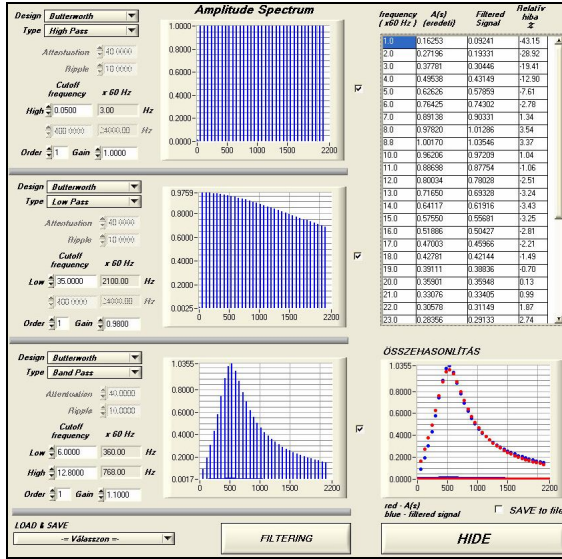 Design Butterworth
Type High Pass
Attentuation 40.0000
Ripple 10.0000
Cutoff frequency x 60 Hz
High 0.0500 3.00 Hz
400.0000 24000.00 Hz
Order 1 Gain 1.0000
Amplitude Spectrum
1.0000
0.8000
0.6000
0.4000
0.2000
0.0000
0 500 1000 1500 2200
Design Butterworth
Type Low Pass
Attentuation 40.0000
Ripple 10.0000
Cutoff frequency x 60 Hz
Low 35.0000 2100.00 Hz
400.0000 24000.00 Hz
Order 1 Gain 0.9800
0.9759
0.8000
0.6000
0.4000
0.2000
0.0025
0 500 1000 1500 2200
Design Butterworth
Type Band Pass
Attentuation 40.0000
Ripple 10.0000
Cutoff frequency x 60 Hz
Low 6.0000 360.00 Hz
High 12.8000 768.00 Hz
Order 1 Gain 1.1000
1.0355
0.8000
0.6000
0.4000
0.2000
0.0017
0 500 1000 1500 2200
LOAD & SAVE
-= Válasszon =-
FILTERING
frequency ( x60 Hz ) A(s) (eredeti) Filtered Signal Relatív hiba %
1.0 0.16253 0.09241 -43.15
2.0 0.27196 0.19331 -28.92
3.0 0.37781 0.30446 -19.41
4.0 0.49538 0.43149 -12.90
5.0 0.62626 0.57859 -7.61
6.0 0.76425 0.74302 -2.78
7.0 0.89138 0.90331 1.34
8.0 0.97820 1.01286 3.54
8.8 1.00170 1.03546 3.37
10.0 0.96206 0.97209 1.04
11.0 0.88698 0.87754 -1.06
12.0 0.80034 0.78028 -2.51
13.0 0.71650 0.69328 -3.24
14.0 0.64117 0.61916 -3.43
15.0 0.57550 0.55681 -3.25
16.0 0.51886 0.50427 -2.81
17.0 0.47003 0.45966 -2.21
18.0 0.42781 0.42144 -1.49
19.0 0.39111 0.38836 -0.70
20.0 0.35901 0.35948 0.13
21.0 0.33076 0.33405 0.99
22.0 0.30578 0.31149 1.87
23.0 0.28356 0.29133 2.74
ÖSSZEHASONLÍTÁS
1.0355
0.8000
0.6000
0.4000
0.2000
0.0000
0 500 1000 1500 2200
red - A(s)
blue - filtered signal
SAVE to file
HIDE